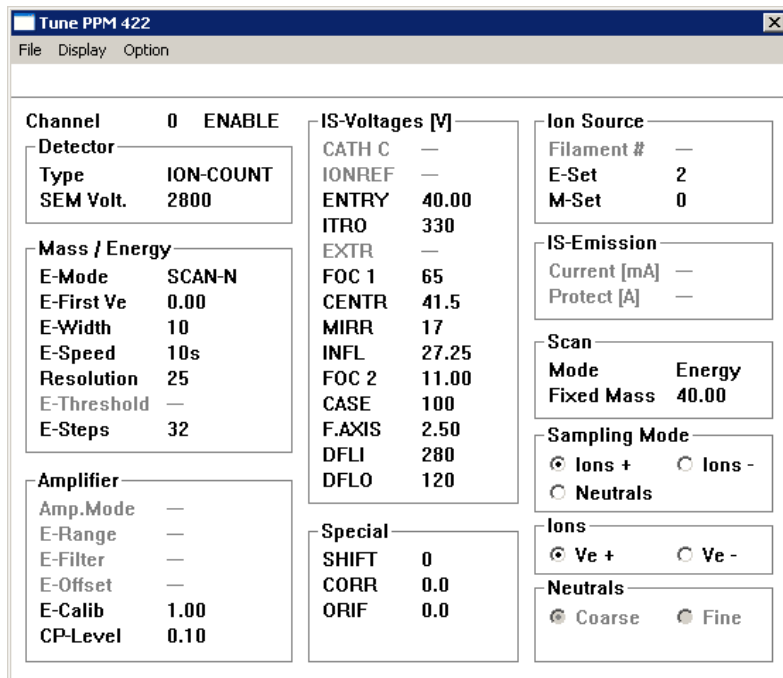 Tune PPM 422
File Display Option
Channel 0 ENABLE
Detector
Type ION-COUNT
SEM Volt. 2800
Mass / Energy
E-Mode SCAN-N
E-First Ve 0.00
E-Width 10
E-Speed 10s
Resolution 25
E-Threshold —
E-Steps 32
Amplifier
Amp.Mode —
E-Range —
E-Filter —
E-Offset —
E-Calib 1.00
CP-Level 0.10
IS-Voltages [V]
CATH C —
IONREF —
ENTRY 40.00
ITRO 330
EXTR —
FOC 1 65
CENTR 41.5
MIRR 17
INFL 27.25
FOC 2 11.00
CASE 100
F.AXIS 2.50
DFLI 280
DFLO 120
Special
SHIFT 0
CORR 0.0
ORIF 0.0
Ion Source
Filament # —
E-Set 2
M-Set 0
IS-Emission
Current [mA] —
Protect [A] —
Scan
Mode Energy
Fixed Mass 40.00
Sampling Mode
Ions + Ions -
Neutrals
Ions
Ve + Ve -
Neutrals
Coarse Fine